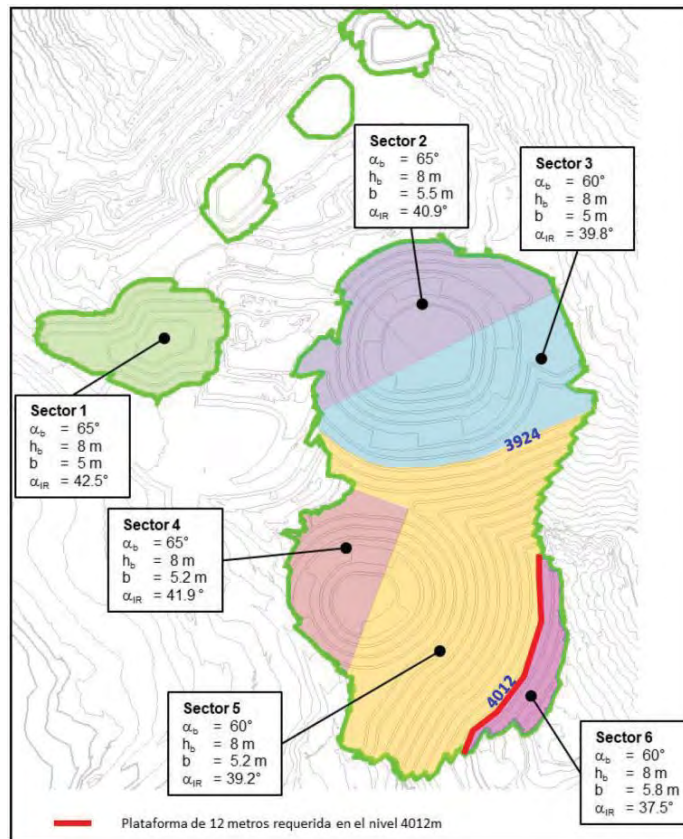 Sector 2
αb = 65°
hb = 8 m
b = 5.5 m
αIR = 40.9°
Sector 3
αb = 60°
hb = 8 m
b = 5 m
αIR = 39.8°
Sector 1
αb = 65°
hb = 8 m
b = 5 m
αIR = 42.5°
3924
Sector 4
αb = 65°
hb = 8 m
b = 5.2 m
αIR = 41.9°
4012
Sector 5
αb = 60°
hb = 8 m
b = 5.2 m
αIR = 39.2°
Sector 6
αb = 60°
hb = 8 m
b = 5.8 m
αIR = 37.5°
Plataforma de 12 metros requerida en el nivel 4012m